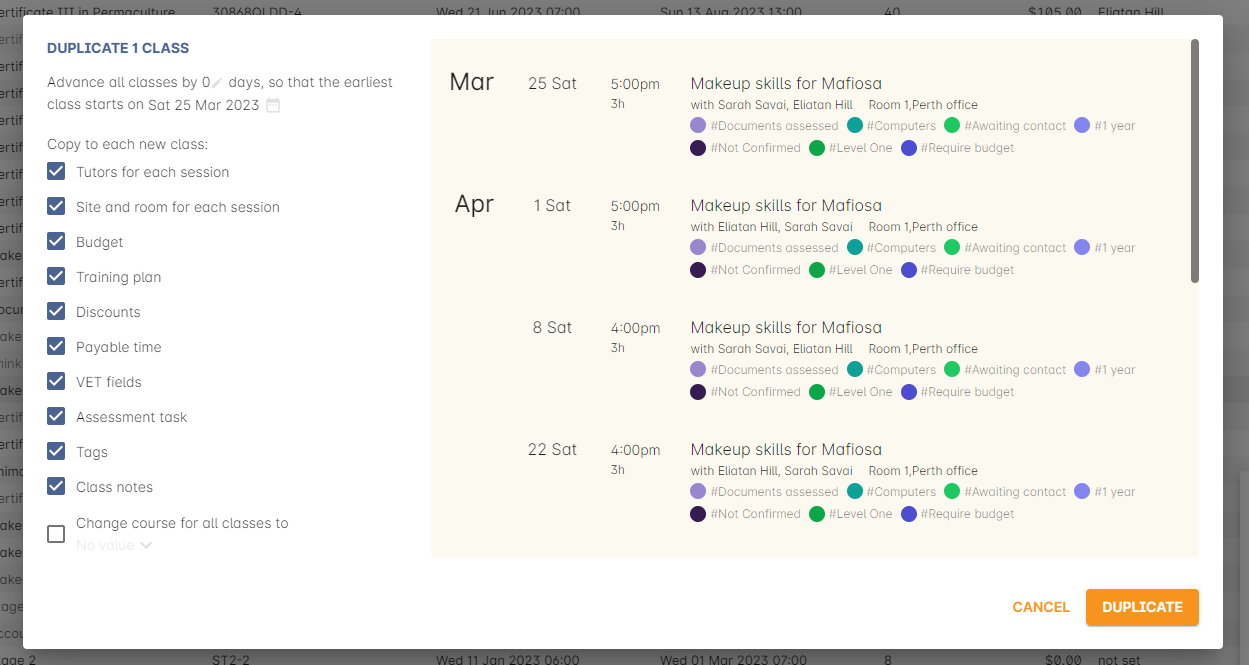 ertificate III in Permaculture 30868QLDD-4 Wed 21 Jun 2023 07:00 Sun 13 Aug 2023 13:00 40 $105.00 Eliatan Hill
DUPLICATE 1 CLASS
Advance all classes by 0 days, so that the earliest
class starts on Sat 25 Mar 2023
Copy to each new class:
Tutors for each session
Site and room for each session
Budget
Training plan
Discounts
Payable time
VET fields
Assessment task
Tags
Class notes
Change course for all classes to
No value
Mar 25 Sat 5:00pm Makeup skills for Mafiosa
3h with Sarah Savai, Eliatan Hill Room 1,Perth office
#Documents assessed #Computers #Awaiting contact #1 year
#Not Confirmed #Level One #Require budget
Apr 1 Sat 5:00pm Makeup skills for Mafiosa
3h with Eliatan Hill, Sarah Savai Room 1,Perth office
#Documents assessed #Computers #Awaiting contact #1 year
#Not Confirmed #Level One #Require budget
8 Sat 4:00pm Makeup skills for Mafiosa
3h with Sarah Savai, Eliatan Hill Room 1,Perth office
#Documents assessed #Computers #Awaiting contact #1 year
#Not Confirmed #Level One #Require budget
22 Sat 4:00pm Makeup skills for Mafiosa
3h with Eliatan Hill, Sarah Savai Room 1,Perth office
#Documents assessed #Computers #Awaiting contact #1 year
#Not Confirmed #Level One #Require budget
CANCEL DUPLICATE
age 2 ST2-2 Wed 11 Jan 2023 06:00 Wed 01 Mar 2023 07:00 8 $0.00 not set